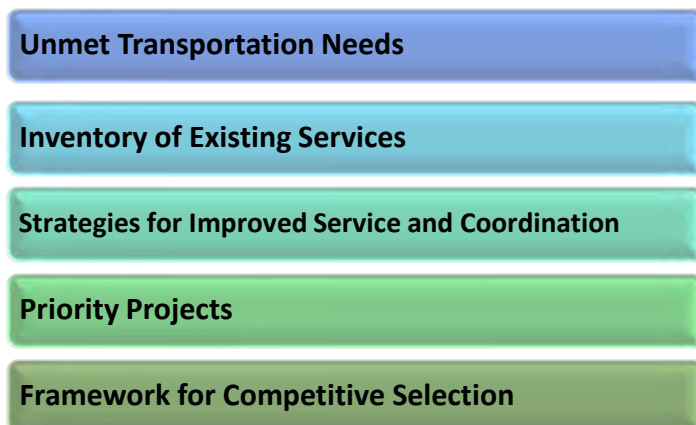 Unmet Transportation Needs
Inventory of Existing Services
Strategies for Improved Service and Coordination
Priority Projects
Framework for Competitive Selection